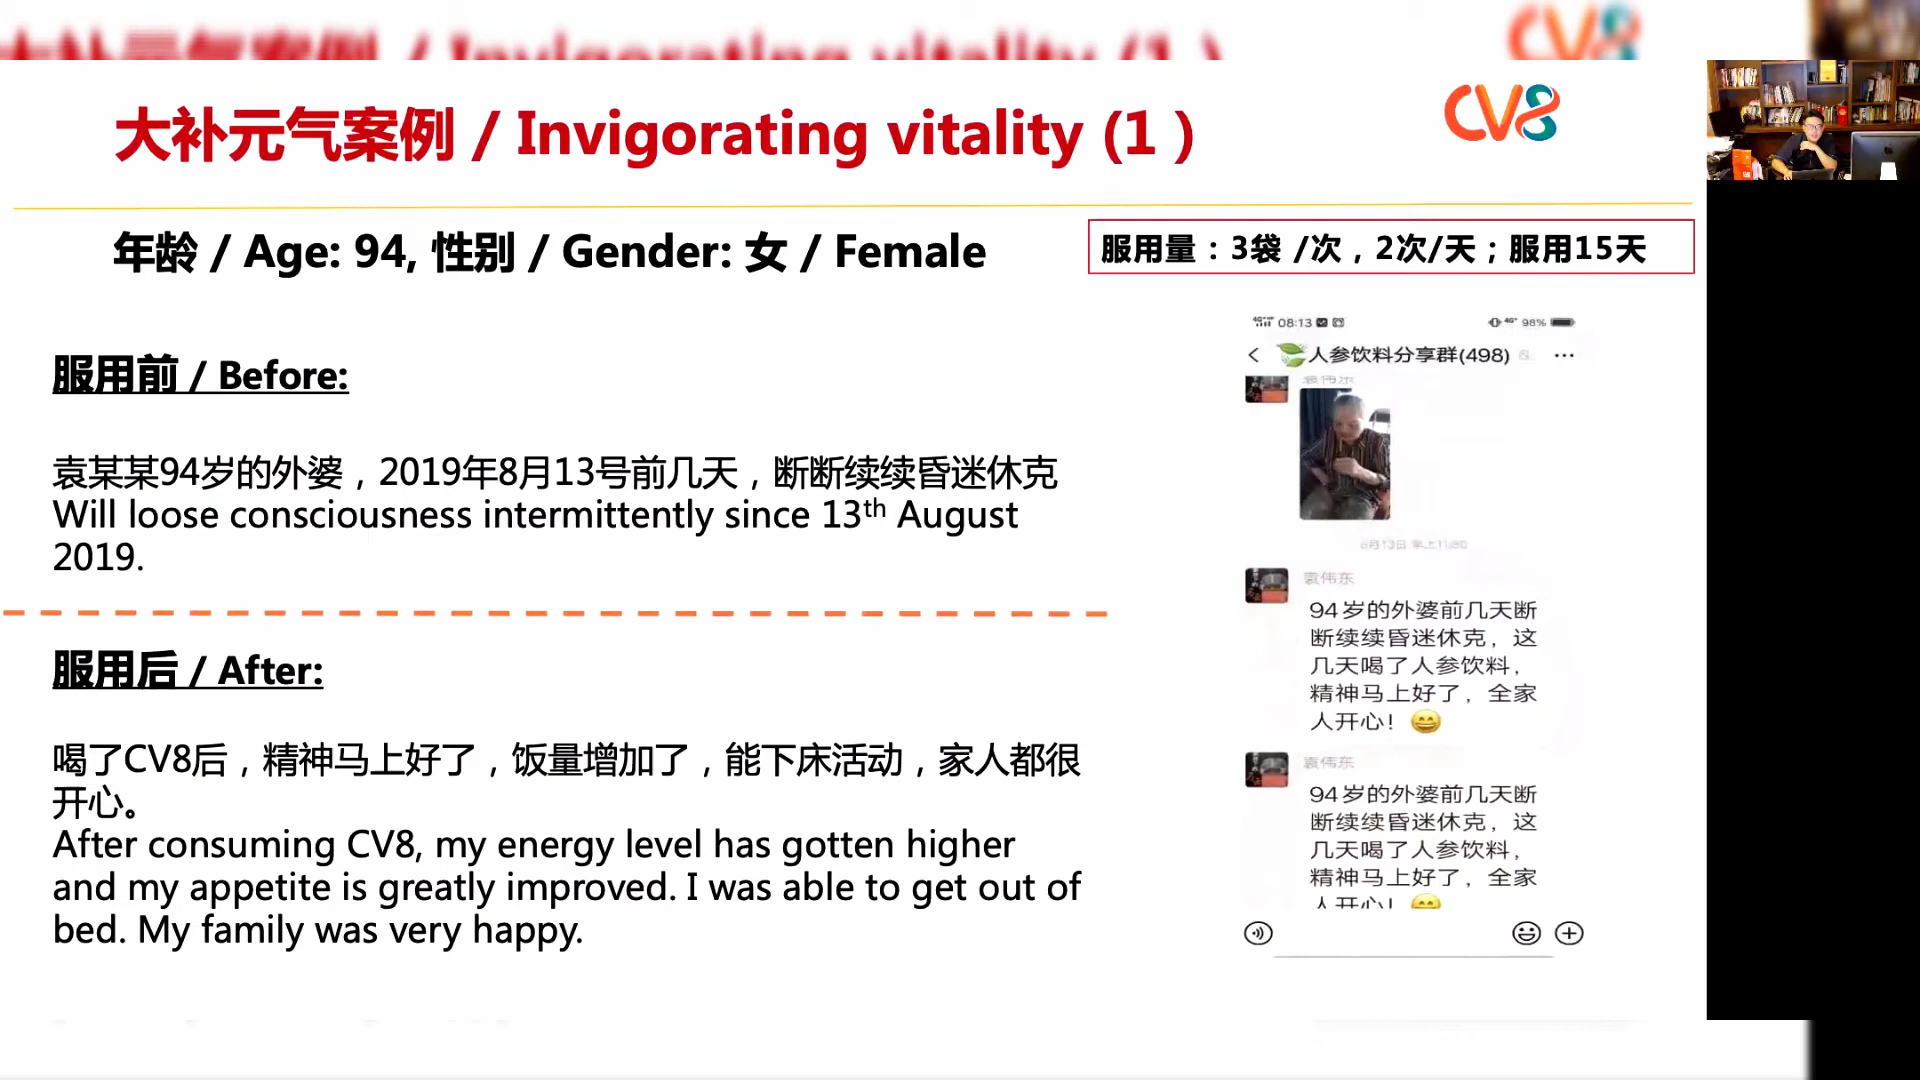 大补元气案例 / Invigorating vitality (1 )
CV8
年龄 / Age: 94, 性别 / Gender: 女 / Female
服用量：3袋 /次，2次/天；服用15天
服用前 / Before:
袁某某94岁的外婆，2019年8月13号前几天，断断续续昏迷休克
Will loose consciousness intermittently since 13th August
2019.
服用后 / After:
喝了CV8后，精神马上好了，饭量增加了，能下床活动，家人都很
开心。
After consuming CV8, my energy level has gotten higher
and my appetite is greatly improved. I was able to get out of
bed. My family was very happy.
08:13
4G+ 98%
人参饮料分享群(498)
袁伟东
袁伟东
94岁的外婆前几天断
断续续昏迷休克，这
几天喝了人参饮料，
精神马上好了，全家
人开心！
袁伟东
94岁的外婆前几天断
断续续昏迷休克，这
几天喝了人参饮料，
精神马上好了，全家
人开心！